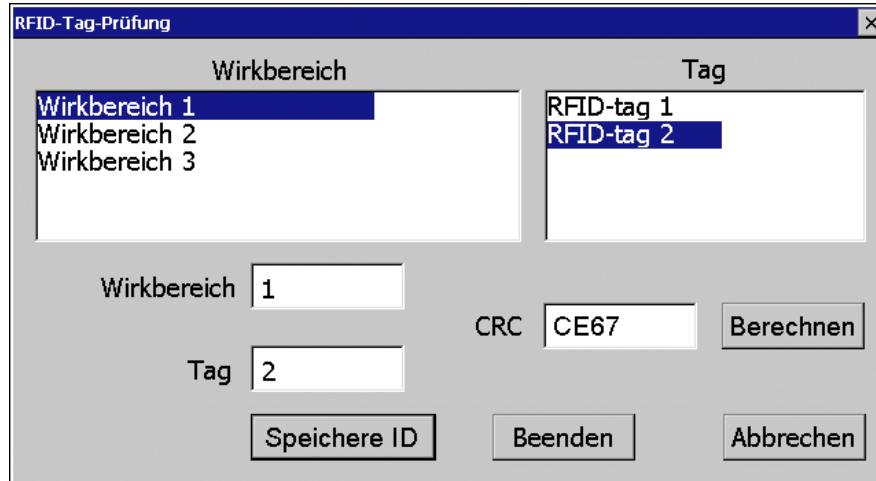 RFID-Tag-Prüfung
Wirkbereich
Tag
Wirkbereich 1
Wirkbereich 2
Wirkbereich 3
RFID-tag 1
RFID-tag 2
Wirkbereich 1
CRC CE67 Berechnen
Tag 2
Speichere ID Beenden Abbrechen